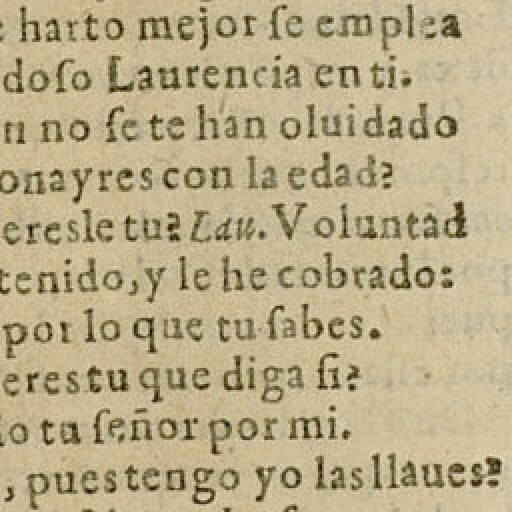 harto mejor ſe emplea
doſo Laurencia en ti.
n no ſe te han oluidado
onayres con la edad?
eresle tu? Lau. Voluntad
tenido, y le he cobrado:
por lo que tu ſabes.
eres tu que diga ſi?
lo tu ſeñor por mi.
, pues tengo yo las llaues?